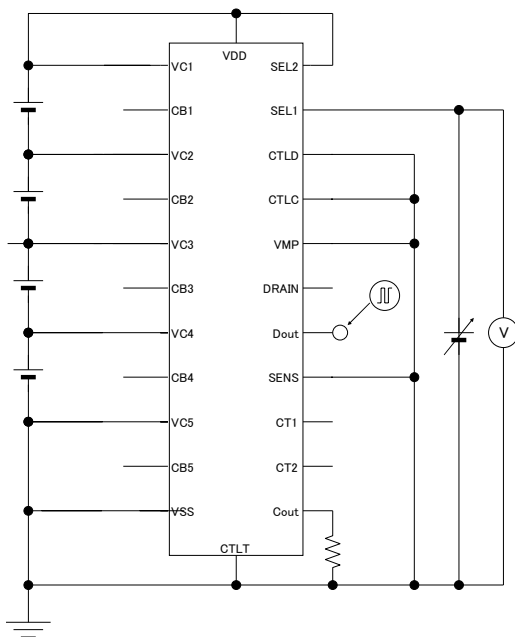 VDD
VC1 SEL2
CB1 SEL1
VC2 CTLD
CB2 CTLC
VC3 VMP
CB3 DRAIN
VC4 Dout
CB4 SENS
VC5 CT1
CB5 CT2
VSS Cout
CTLT
V